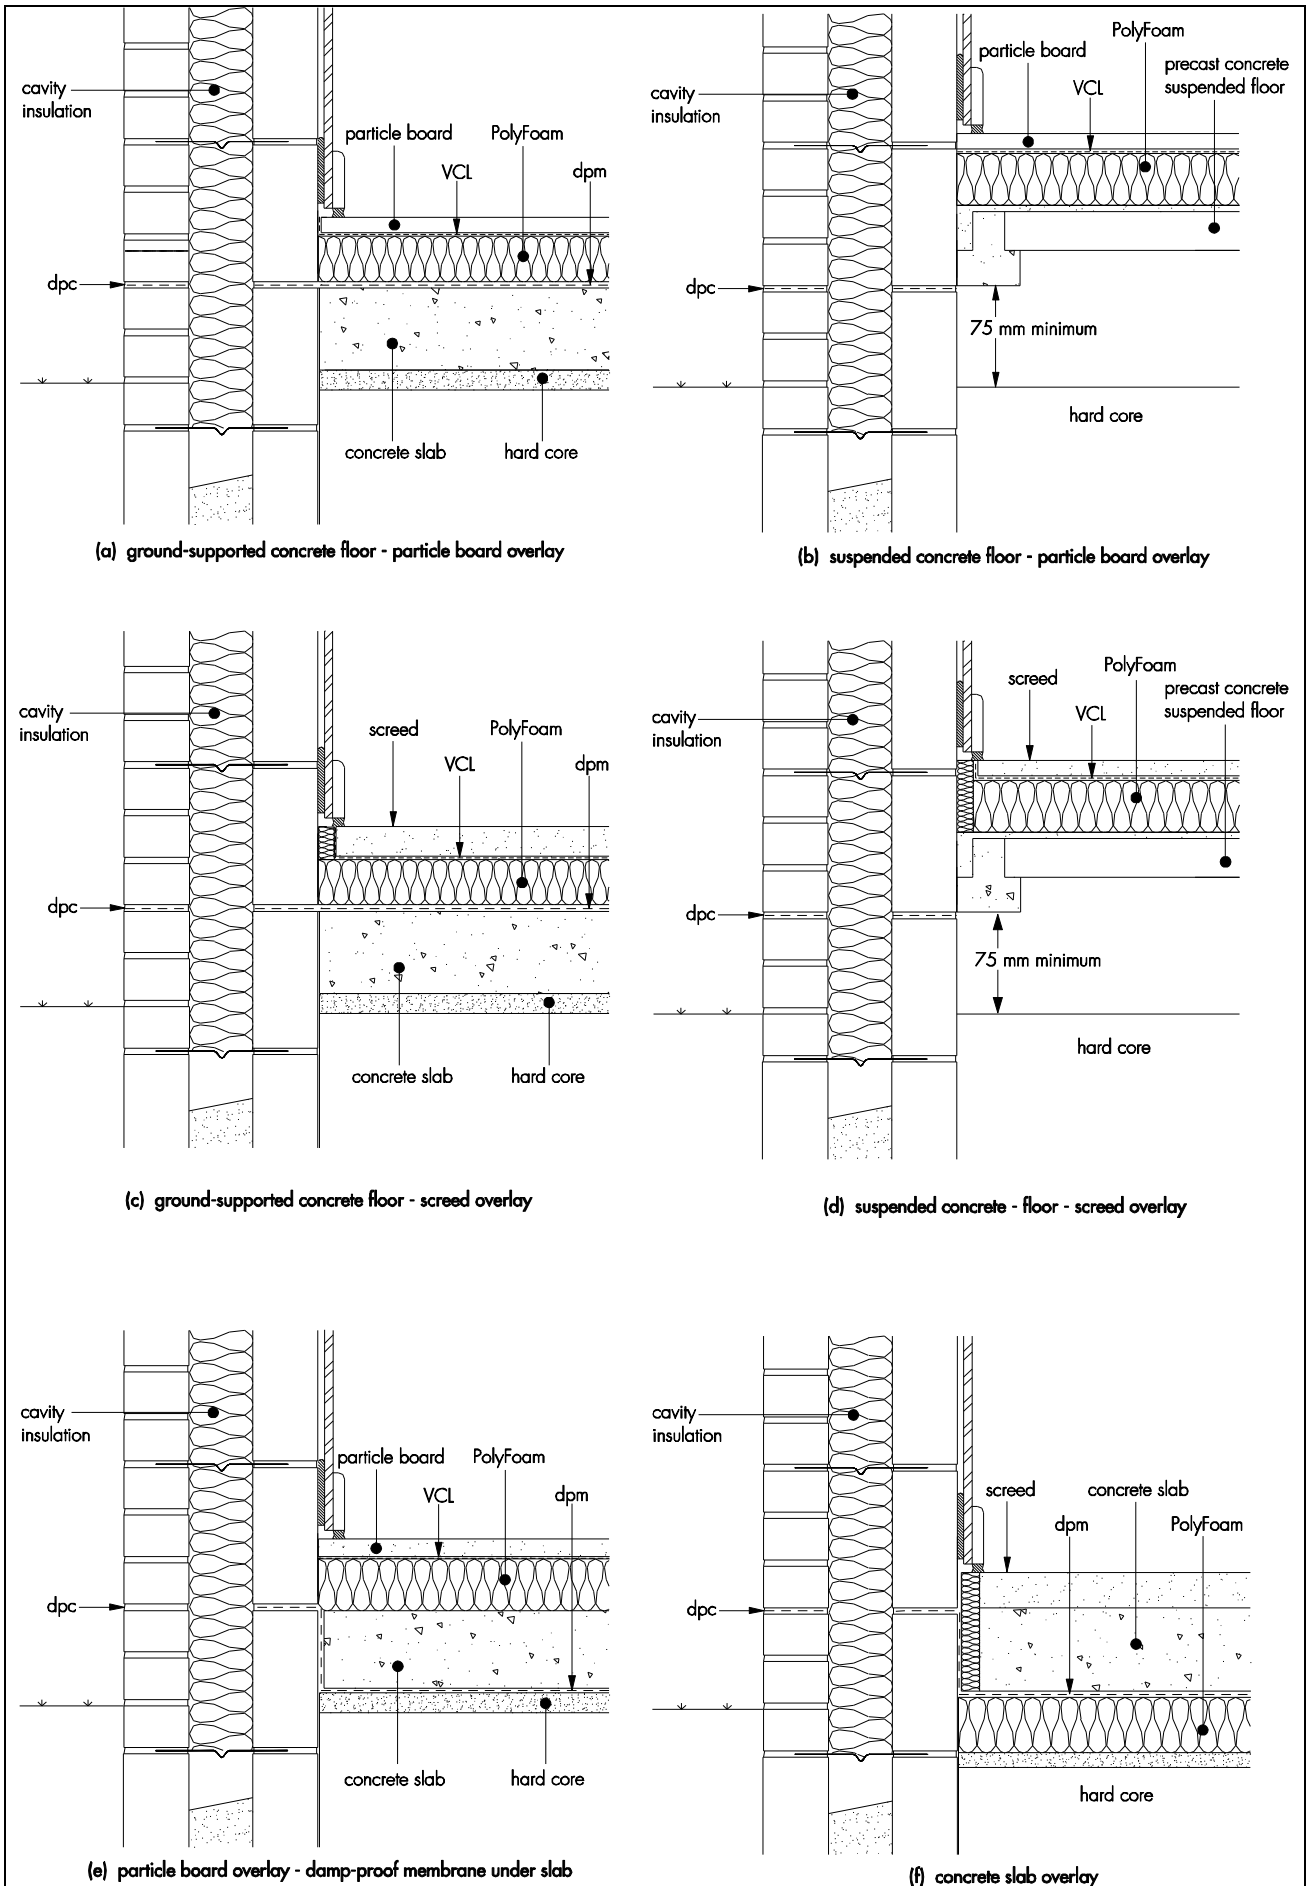 cavity
insulation
particle board
PolyFoam
VCL
dpm
dpc
concrete slab
hard core
(a) ground-supported concrete floor - particle board overlay
PolyFoam
particle board
precast concrete
suspended floor
VCL
cavity
insulation
dpc
75 mm minimum
hard core
(b) suspended concrete floor - particle board overlay
cavity
insulation
screed
PolyFoam
VCL
dpm
dpc
concrete slab
hard core
(c) ground-supported concrete floor - screed overlay
PolyFoam
screed
precast concrete
suspended floor
VCL
cavity
insulation
dpc
75 mm minimum
hard core
(d) suspended concrete - floor - screed overlay
cavity
insulation
particle board
PolyFoam
VCL
dpm
dpc
concrete slab
hard core
(e) particle board overlay - damp-proof membrane under slab
cavity
insulation
screed
concrete slab
dpm
PolyFoam
dpc
hard core
(f) concrete slab overlay